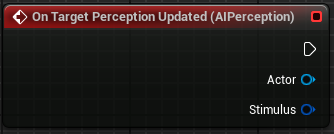 On Target Perception Updated (AIPerception)
Actor
Stimulus